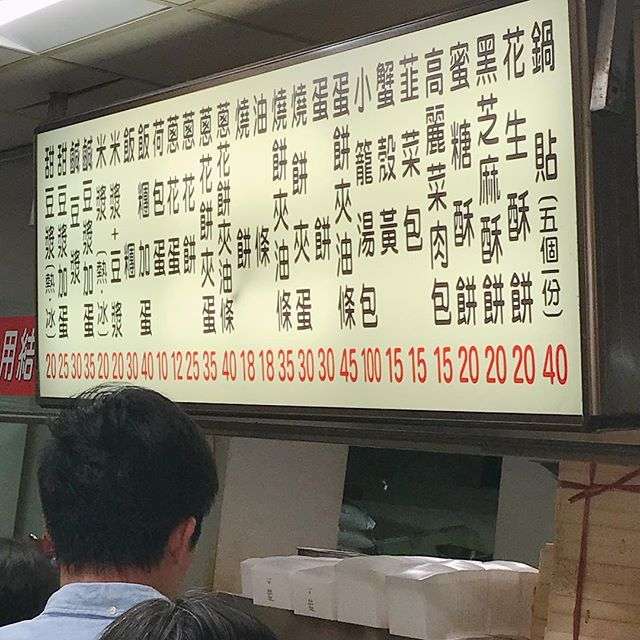 鍋貼(五個一份) 40
花生酥餅 20
黑芝麻酥餅 20
蜜糖酥餅 20
高麗菜肉包 15
韮菜包 15
蟹殼黃 15
小籠湯包 100
蛋餅夾油條 45
蛋餅 30
燒餅夾蛋 30
燒餅夾油條 35
油條 18
燒餅 18
蔥花餅夾油條 40
蔥花餅夾蛋 35
蔥花餅 25
蔥花蛋 12
荷包蛋 10
飯糰加蛋 40
飯糰 30
米漿+豆漿 20
米漿(熱·冰) 20
鹹豆漿加蛋 35
鹹豆漿 30
甜豆漿加蛋 25
甜豆漿(熱·冰) 20
用結